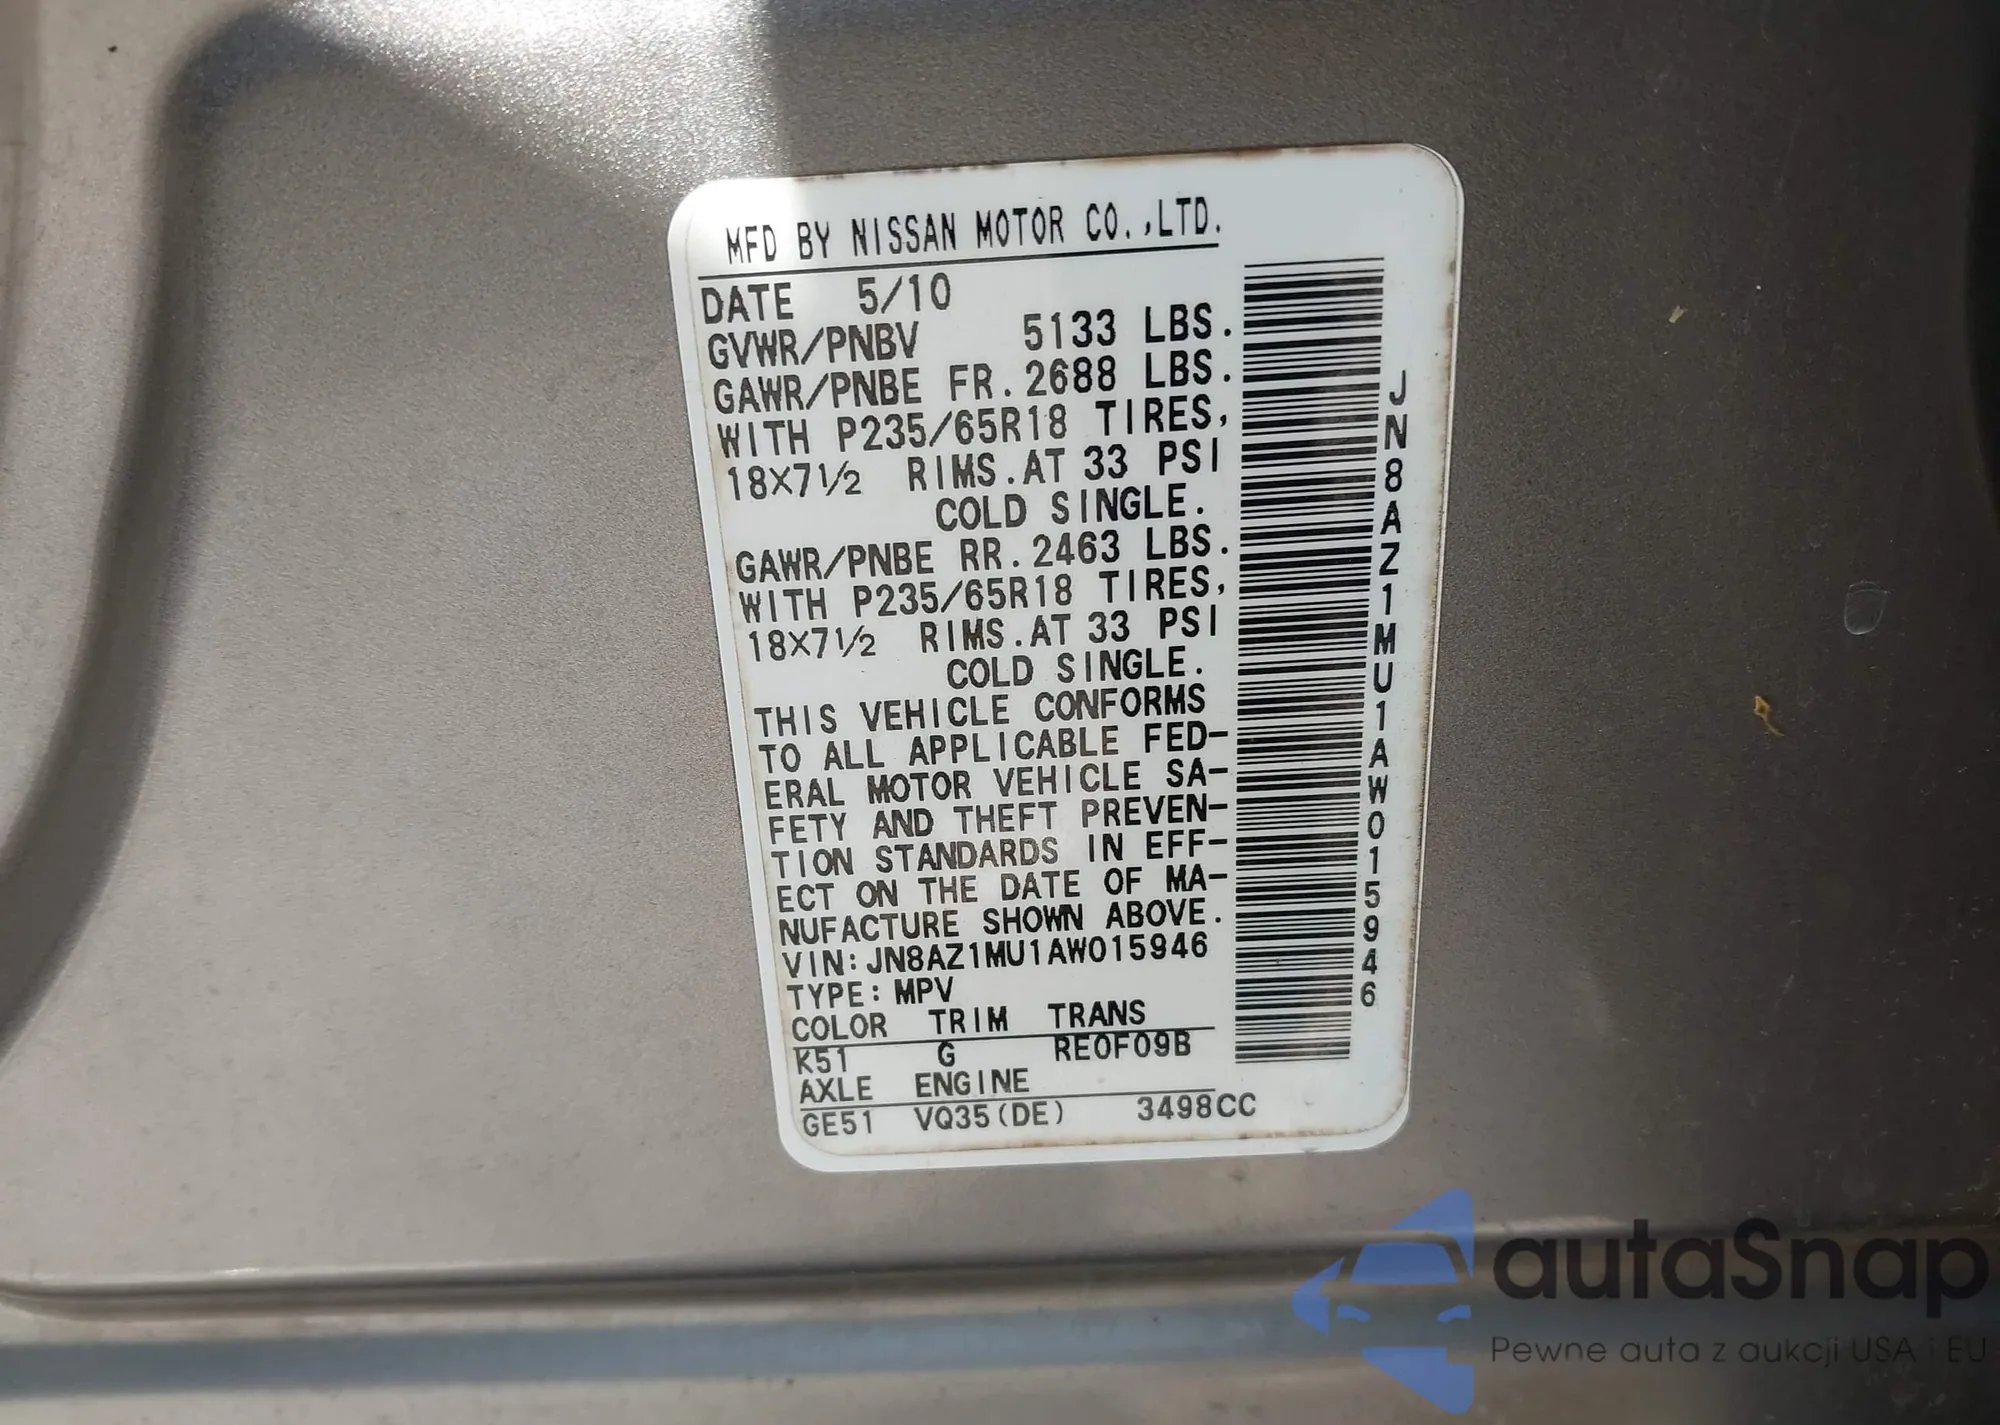 MFD BY NISSAN MOTOR CO.,LTD.
DATE 5/10
GVWR/PNBV 5133 LBS.
GAWR/PNBE FR. 2688 LBS.
WITH P235/65R18 TIRES,
18X7½ RIMS. AT 33 PSI
COLD SINGLE.
GAWR/PNBE RR. 2463 LBS.
WITH P235/65R18 TIRES,
18X7½ RIMS. AT 33 PSI
COLD SINGLE.
THIS VEHICLE CONFORMS
TO ALL APPLICABLE FED-
ERAL MOTOR VEHICLE SA-
FETY AND THEFT PREVEN-
TION STANDARDS IN EFF-
ECT ON THE DATE OF MA-
NUFACTURE SHOWN ABOVE.
VIN: JN8AZ1MU1AW015946
TYPE: MPV
COLOR TRIM TRANS
K51 G RE0F09B
AXLE ENGINE
GE51 VQ35(DE) 3498CC
JN8AZ1MU1AW015946
autaSnap
Pewne auta z aukcji USA i EU